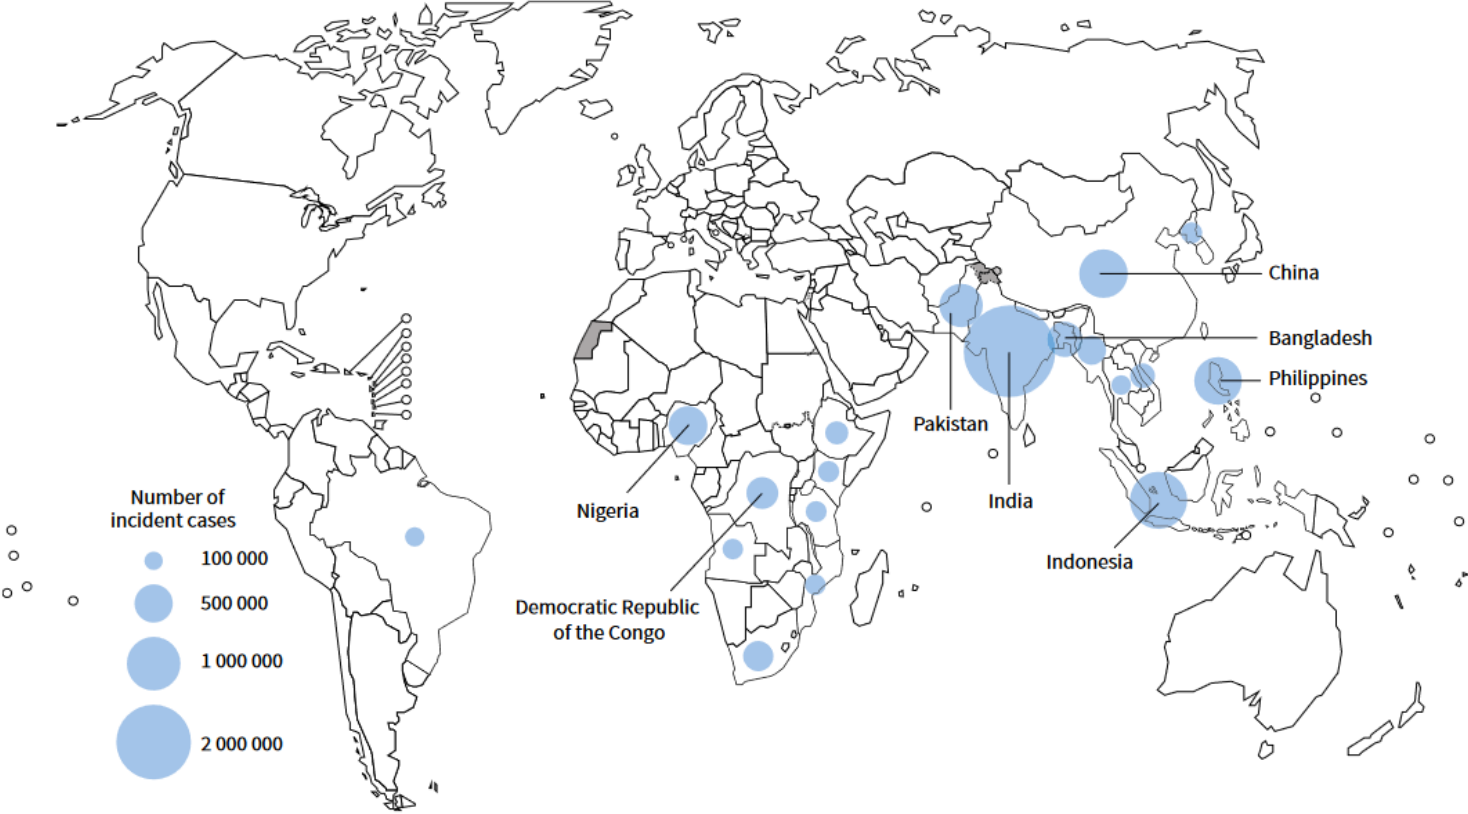 China
Bangladesh
Philippines
Pakistan
India
Nigeria
Indonesia
Democratic Republic
of the Congo
Number of
incident cases
100 000
500 000
1 000 000
2 000 000